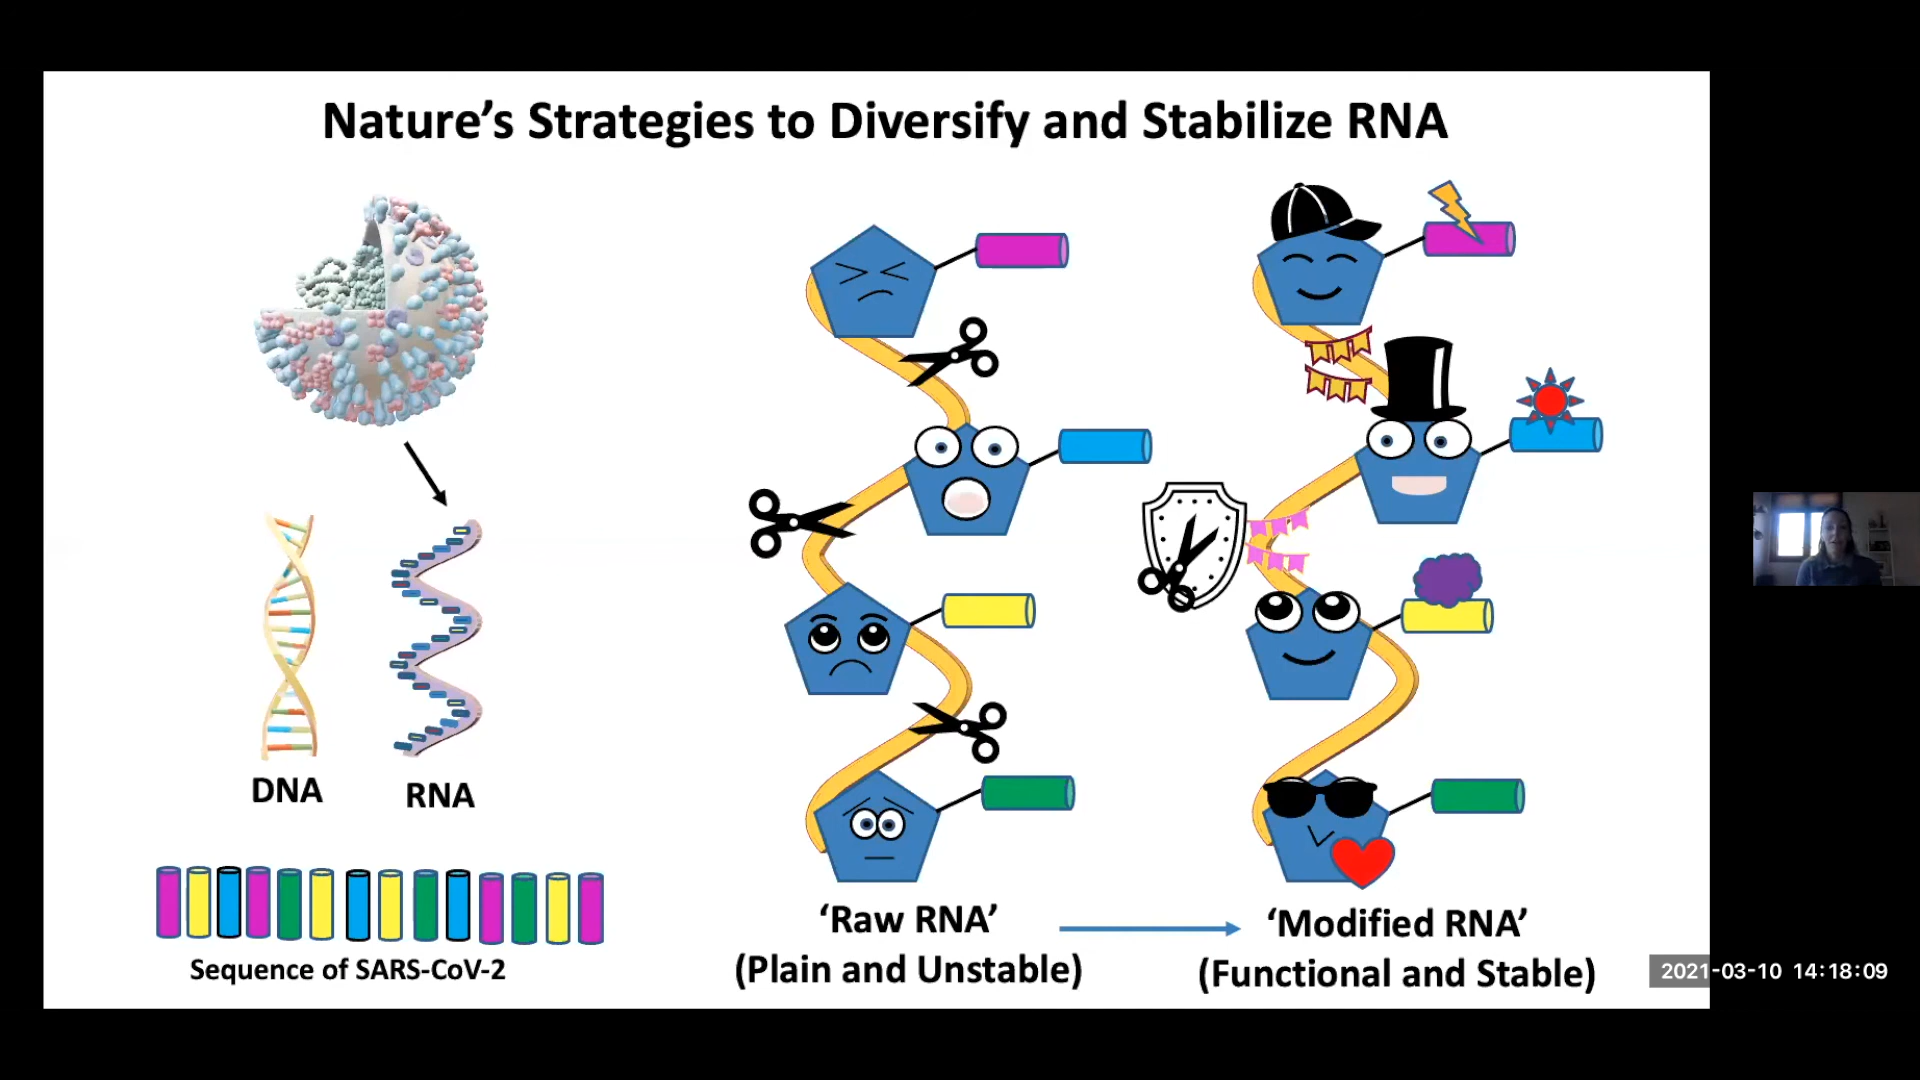 Nature's Strategies to Diversify and Stabilize RNA
DNA
RNA
Sequence of SARS-CoV-2
'Raw RNA'
(Plain and Unstable)
'Modified RNA'
(Functional and Stable)
2021-03-10 14:18:09